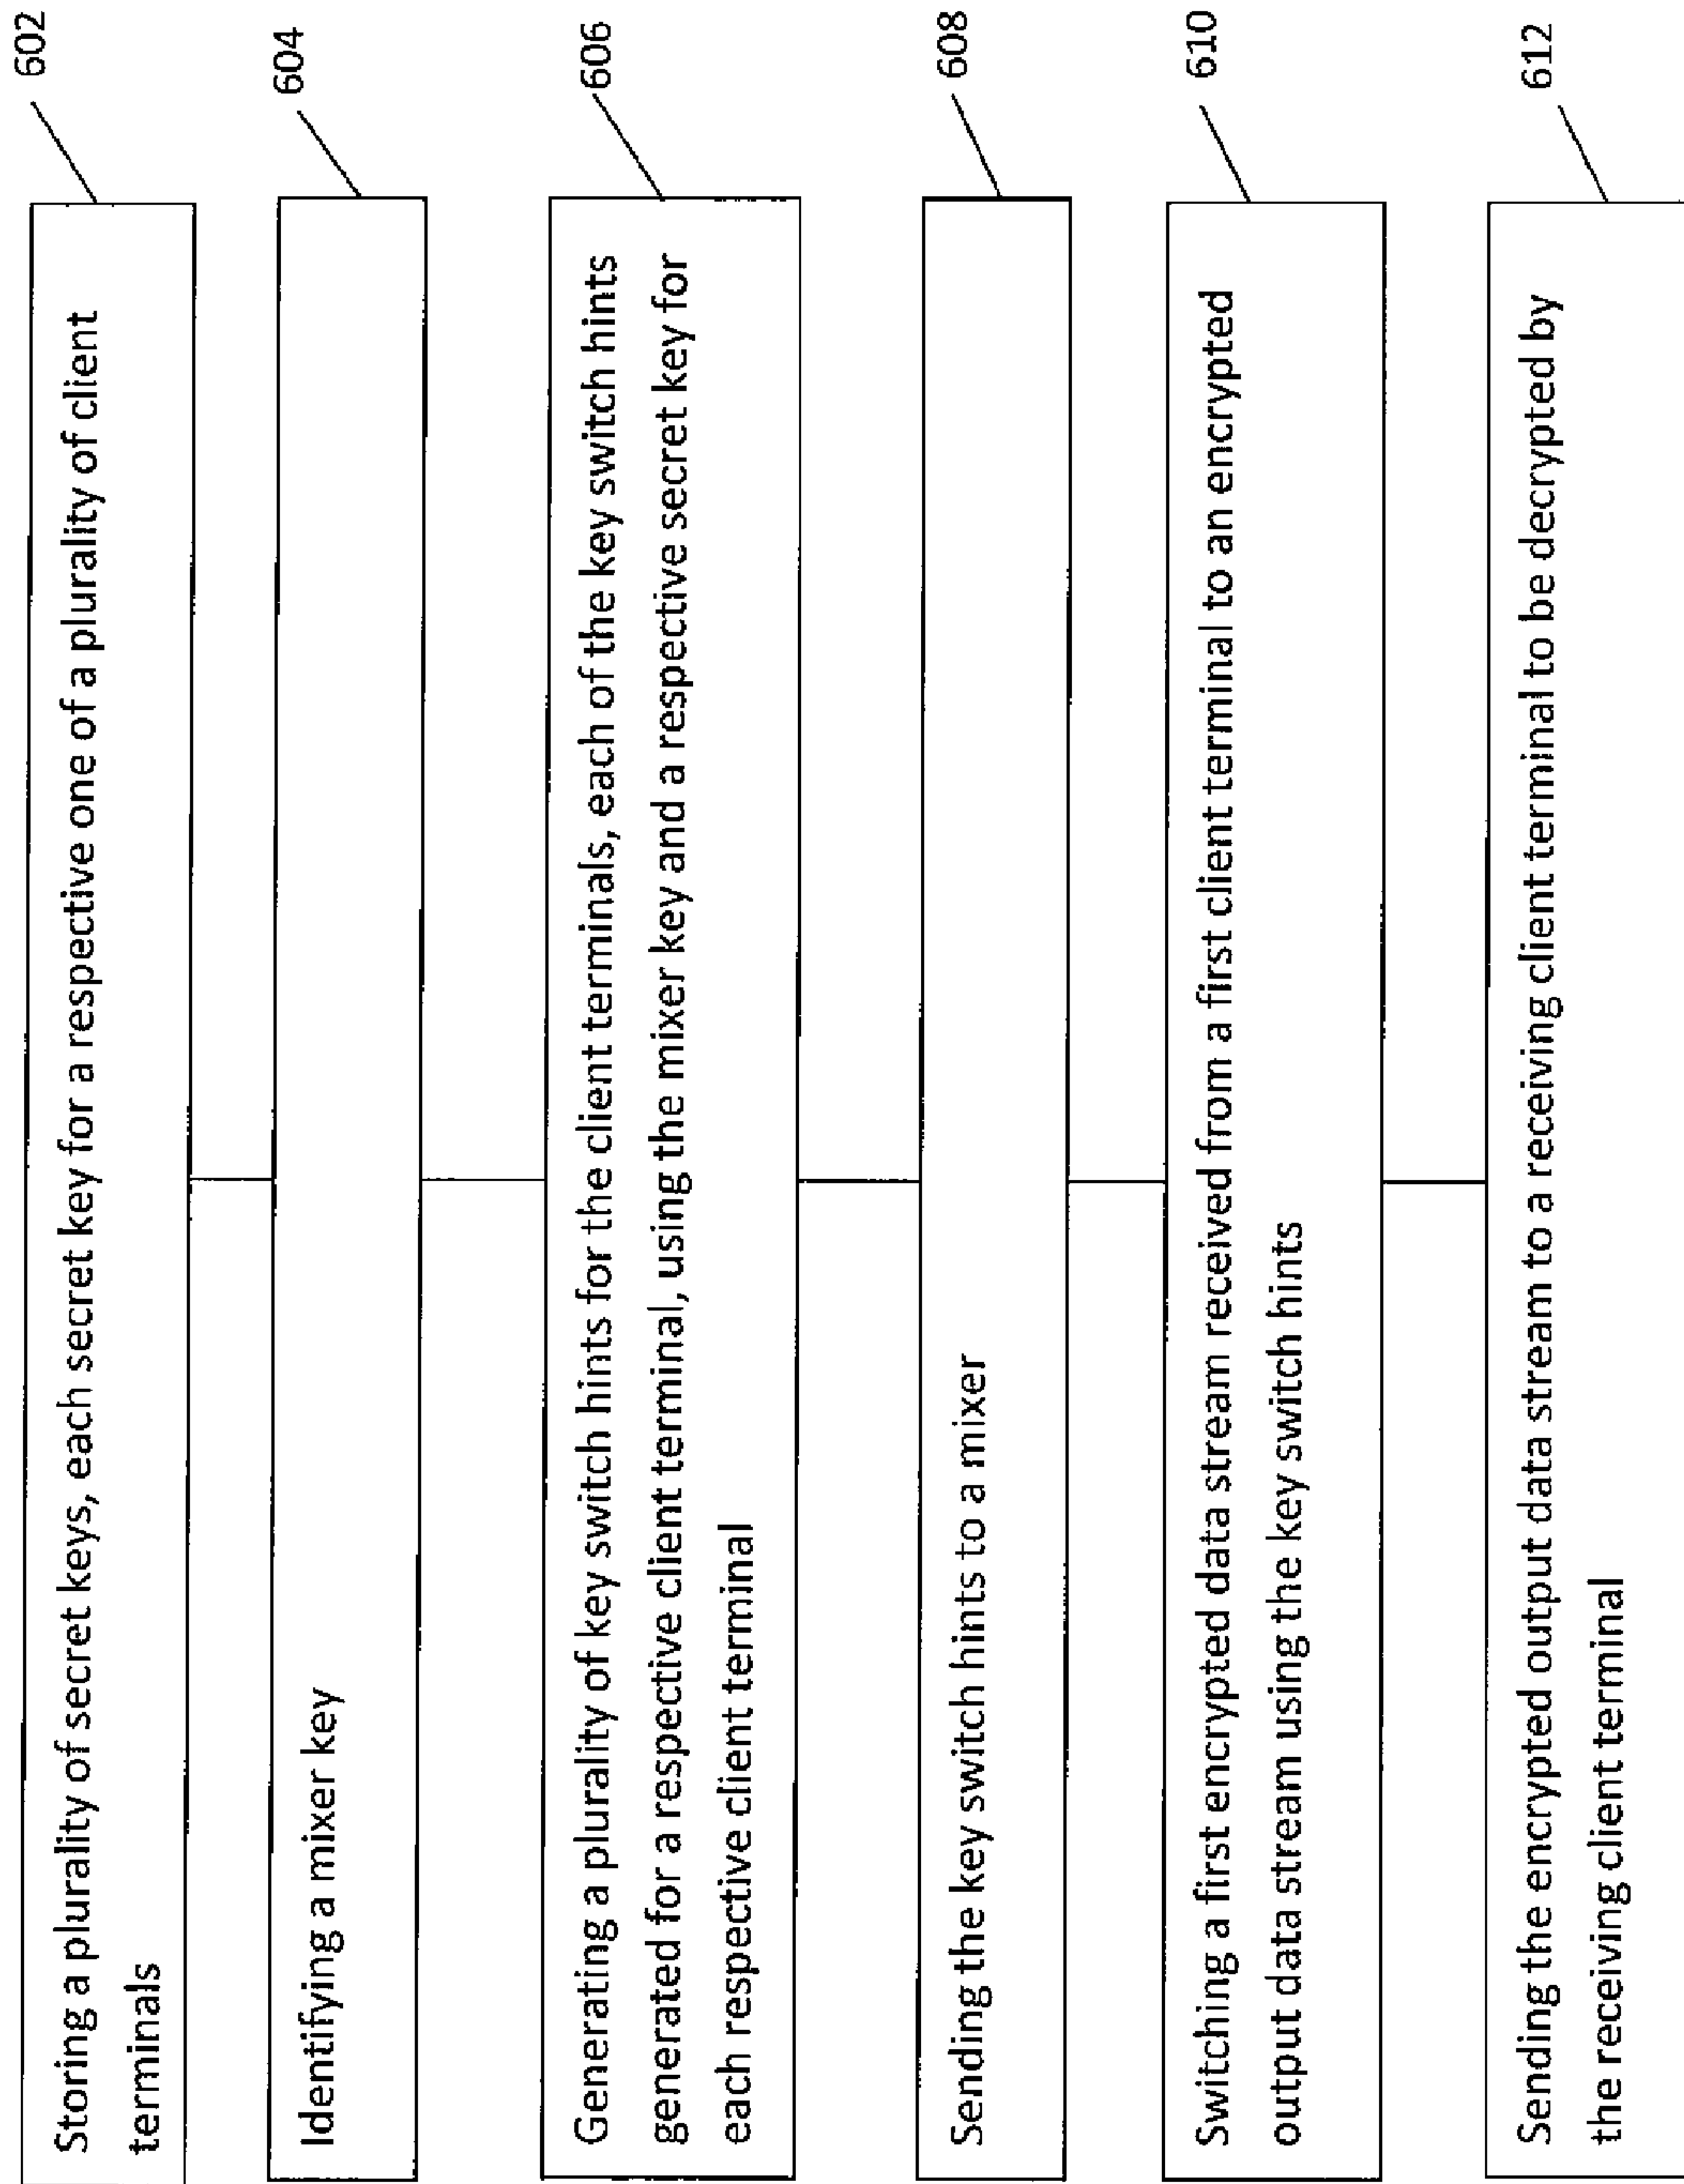 602
Storing a plurality of secret keys, each secret key for a respective one of a plurality of client
terminals
604
Identifying a mixer key
606
Generating a plurality of key switch hints for the client terminals, each of the key switch hints
generated for a respective client terminal, using the mixer key and a respective secret key for
each respective client terminal
608
Sending the key switch hints to a mixer
610
Switching a first encrypted data stream received from a first client terminal to an encrypted
output data stream using the key switch hints
612
Sending the encrypted output data stream to a receiving client terminal to be decrypted by
the receiving client terminal